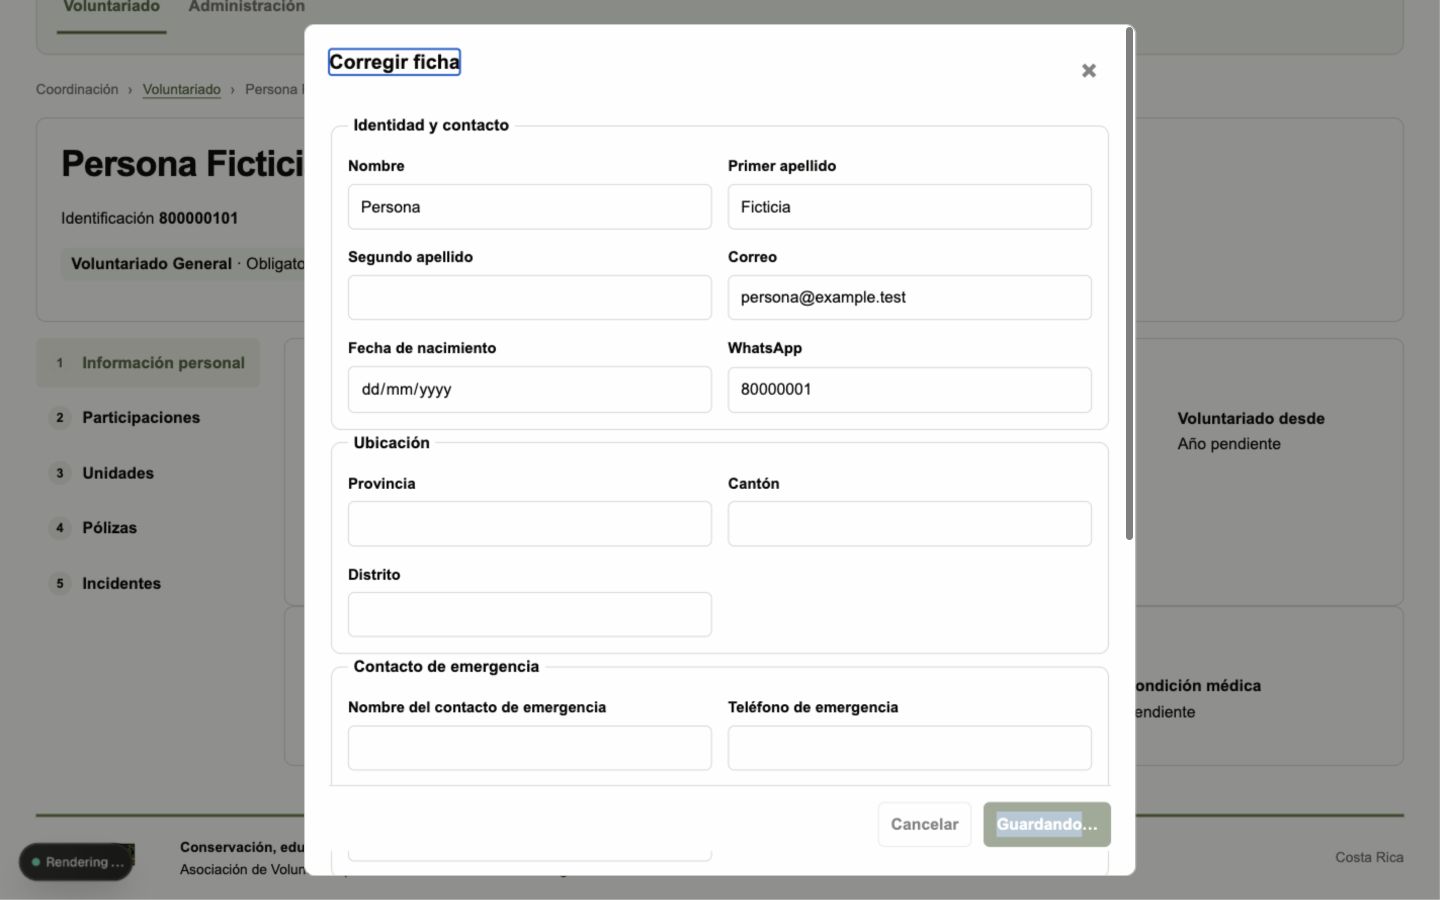 Voluntariado Administración
Coordinación › Voluntariado › Persona
Persona Fictici
Identificación 800000101
Voluntariado General · Obligato
1 Información personal
2 Participaciones
3 Unidades
4 Pólizas
5 Incidentes
Corregir ficha
Identidad y contacto
Nombre
Primer apellido
Persona
Ficticia
Segundo apellido
Correo
persona@example.test
Fecha de nacimiento
WhatsApp
dd/mm/yyyy
80000001
Ubicación
Provincia
Cantón
Distrito
Contacto de emergencia
Nombre del contacto de emergencia
Teléfono de emergencia
Cancelar
Guardando...
Voluntariado desde
Año pendiente
ondición médica
endiente
Rendering ...
Conservación, edu
Asociación de Volun
Costa Rica